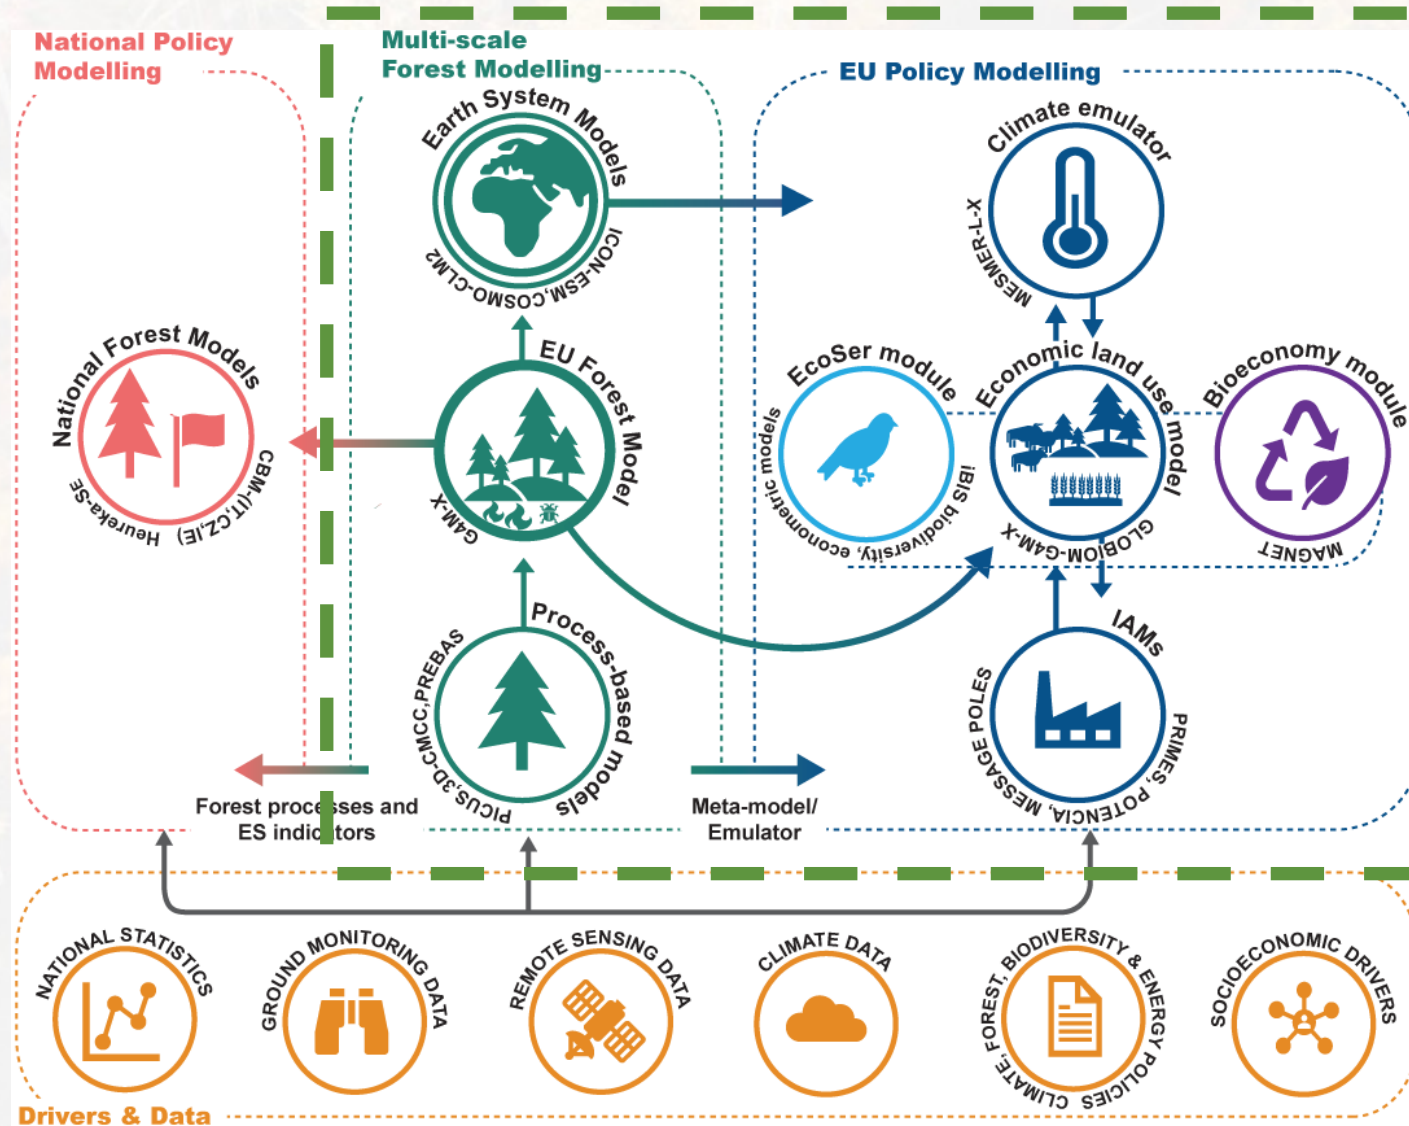 National Policy
Modelling
Multi-scale
Forest Modelling
EU Policy Modelling
Earth System Models
ICON-ESM,COSMO-CLM2
Climate emulator
MESMER-L-X
National Forest Models
CBM-(IT,CZ,IE)
Heureka-SE
EU Forest Model
G4M-X
EcoSer module
iBIS biodiversity, econometric models
Economic land use model
GLOBIOM-G4M-X
Bioeconomy module
MAGNET
Process-based models
PICUS,3D-CMCC,PREBAS
IAMs
PRIMES, POTENCIA, MESSAGE POLES
Forest processes and
ES indicators
Meta-model/
Emulator
NATIONAL STATISTICS
GROUND MONITORING DATA
REMOTE SENSING DATA
CLIMATE DATA
CLIMATE, FOREST, BIODIVERSITY & ENERGY POLICIES
SOCIOECONOMIC DRIVERS
Drivers & Data